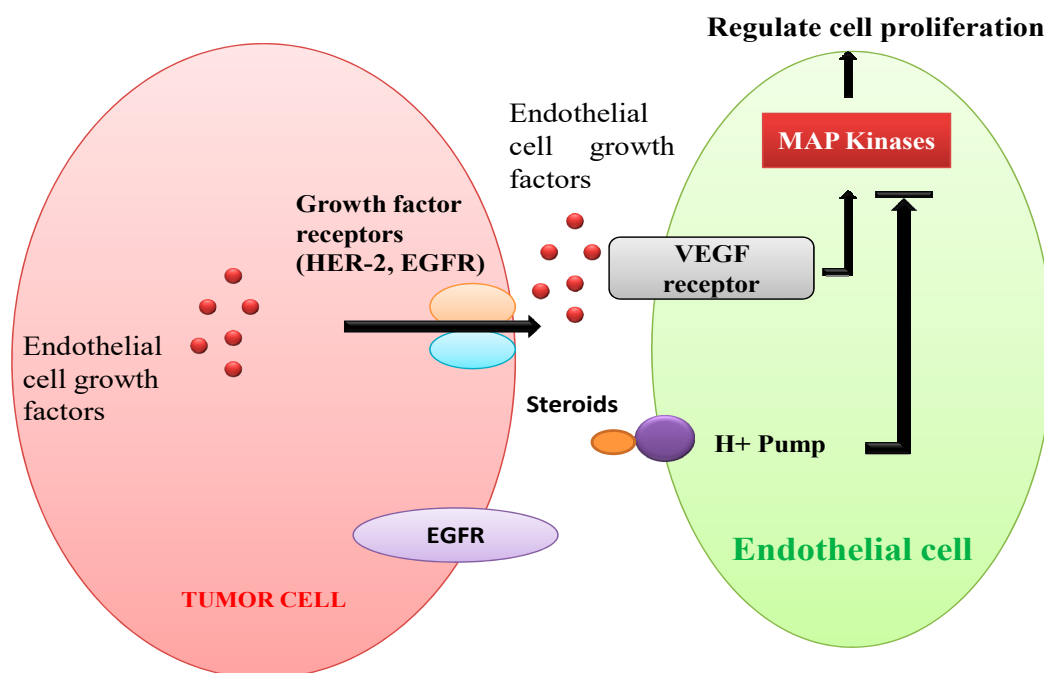 Regulate cell proliferation
MAP Kinases
Endothelial
cell growth
factors
Growth factor
receptors
(HER-2, EGFR)
VEGF
receptor
Endothelial
cell growth
factors
Steroids
H+ Pump
EGFR
Endothelial cell
TUMOR CELL